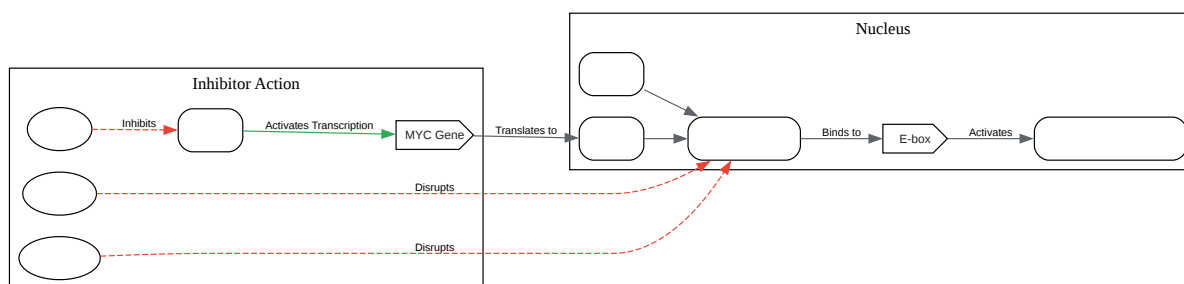 Nucleus
Inhibitor Action
Inhibits
Activates Transcription
MYC Gene
Translates to
Binds to
E-box
Activates
Disrupts
Disrupts